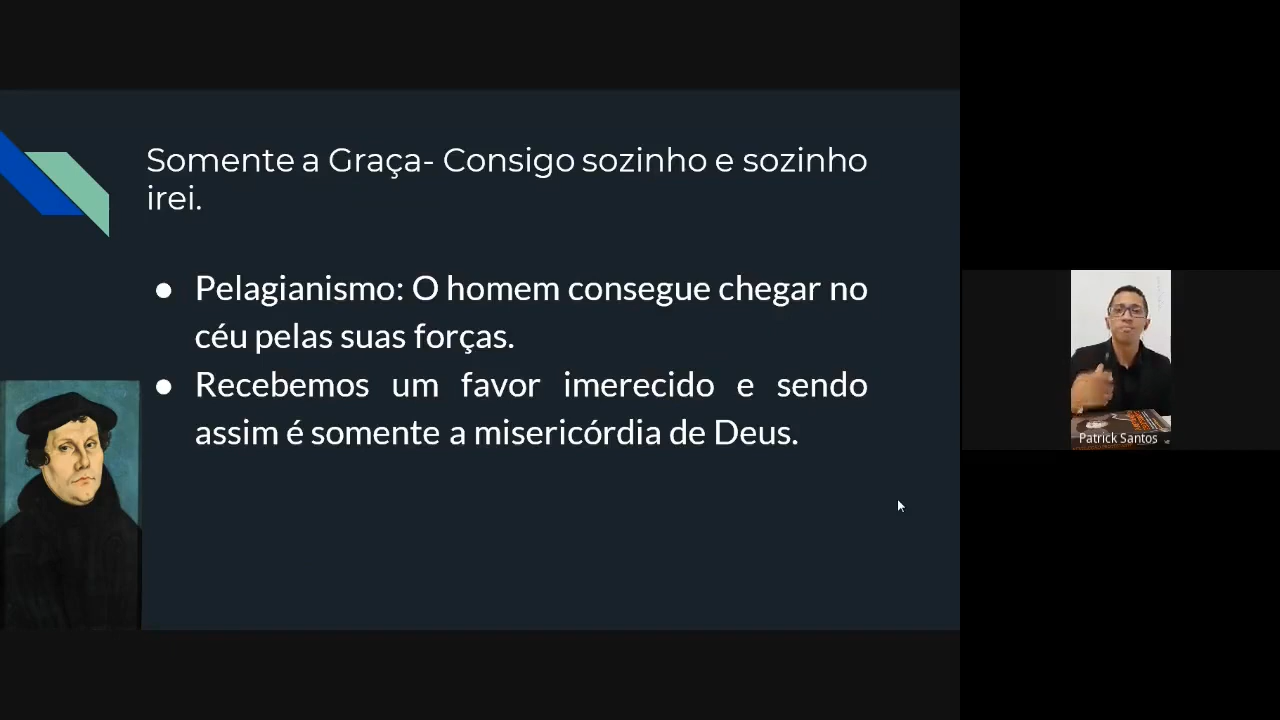 Somente a Graça- Consigo sozinho e sozinho
irei.
● Pelagianismo: O homem consegue chegar no
céu pelas suas forças.
● Recebemos um favor imerecido e sendo
assim é somente a misericórdia de Deus.
Patrick Santos